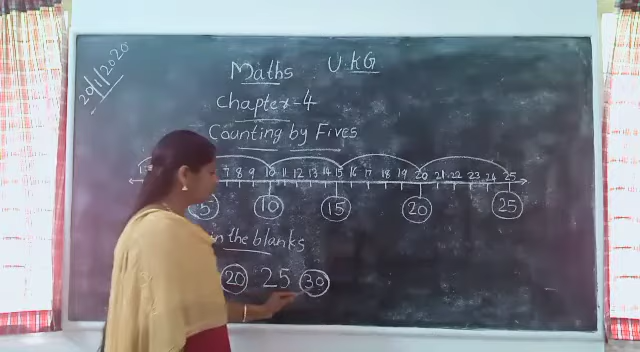 20/1/2020
Maths U.KG
Chapter-4
Counting by Fives
7 8 9 10 11 12 13 14 15 16 17 18 19 20 21 22 23 24 25
5 10 15 20 25
in the blanks
20 25 30